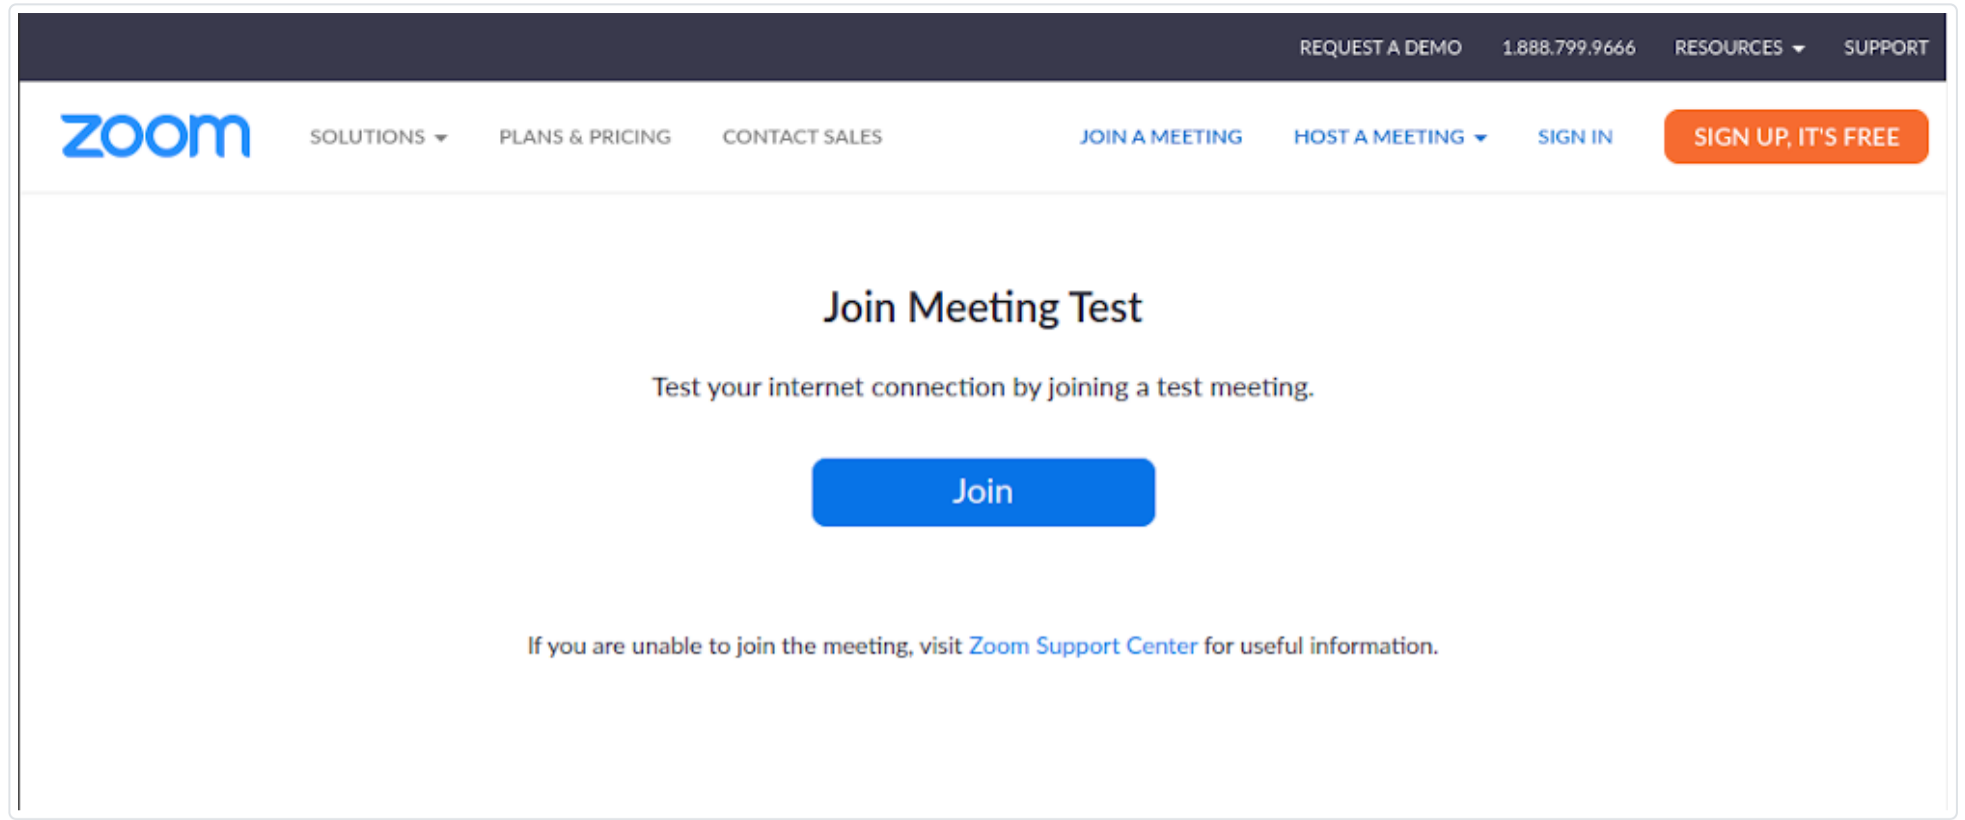 REQUEST A DEMO 1.888.799.9666 RESOURCES SUPPORT
zoom SOLUTIONS PLANS & PRICING CONTACT SALES JOIN A MEETING HOST A MEETING SIGN IN SIGN UP, IT'S FREE
Join Meeting Test
Test your internet connection by joining a test meeting.
Join
If you are unable to join the meeting, visit Zoom Support Center for useful information.